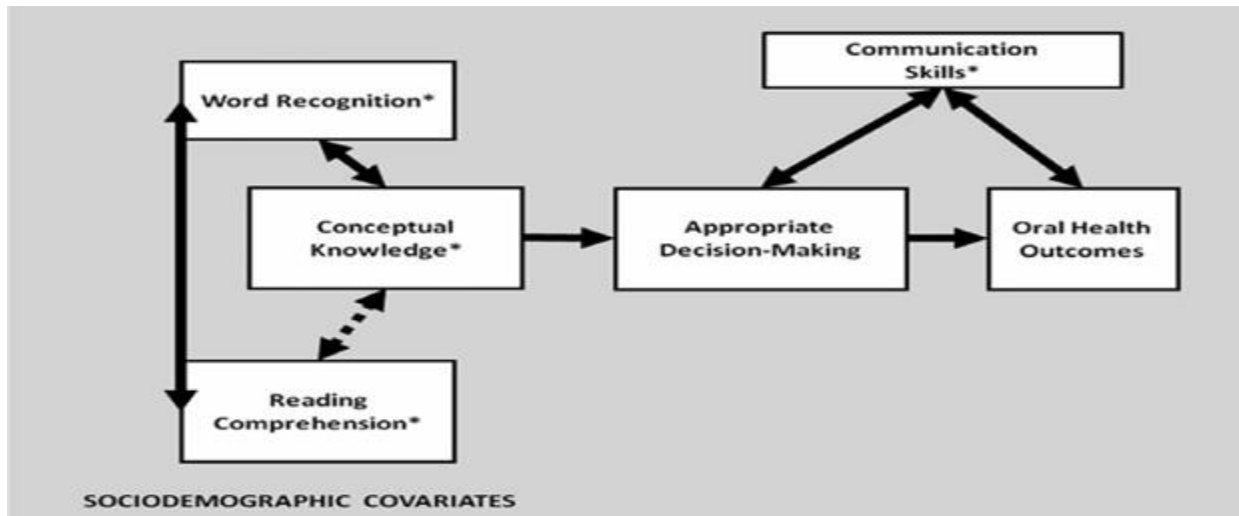 Word Recognition*
Communication
Skills*
Conceptual
Knowledge*
Appropriate
Decision-Making
Oral Health
Outcomes
Reading
Comprehension*
SOCIODEMOGRAPHIC COVARIATES